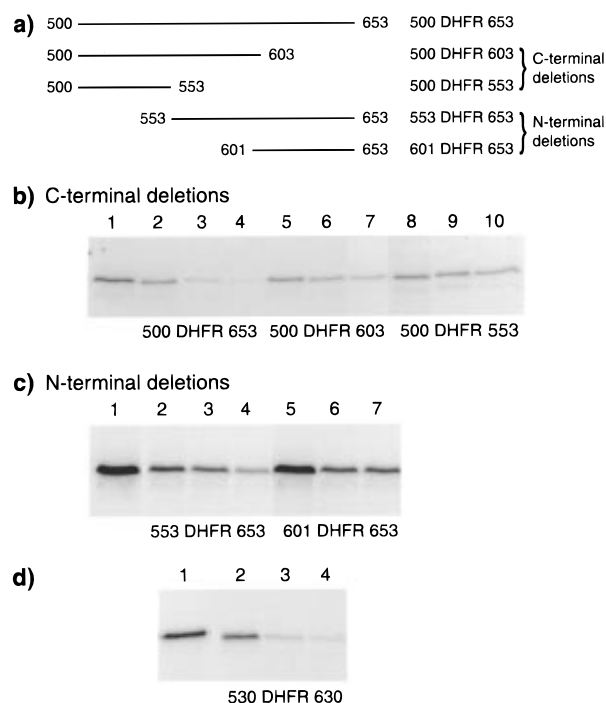 a) 500 653 500 DHFR 653
500 603 500 DHFR 603
500 553 500 DHFR 553
C-terminal
deletions
553 653 553 DHFR 653
601 653 601 DHFR 653
N-terminal
deletions
b) C-terminal deletions
1 2 3 4 5 6 7 8 9 10
500 DHFR 653 500 DHFR 603 500 DHFR 553
c) N-terminal deletions
1 2 3 4 5 6 7
553 DHFR 653 601 DHFR 653
d)
1 2 3 4
530 DHFR 630